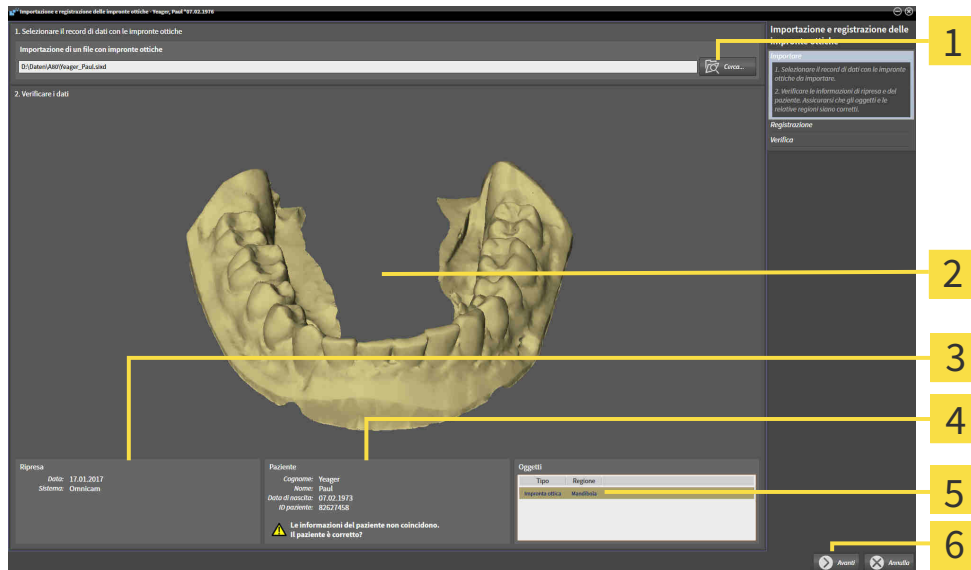 Importazione e registrazione delle impronte ottiche - Yeager, Paul *07.02.1976
1. Selezionare il record di dati con le impronte ottiche
Importazione di un file con impronte ottiche
D:\Daten\A80\Yeager_Paul.sixd
Cerca...
2. Verificare i dati
Ripresa
Data: 17.01.2017
Sistema: Omnicam
Paziente
Cognome: Yeager
Nome: Paul
Data di nascita: 07.02.1973
ID paziente: 82627458
Le informazioni del paziente non coincidono.
Il paziente è corretto?
Oggetti
Tipo Regione
Impronta ottica Mandibola
Importazione e registrazione delle
impronte ottiche
Importare
1. Selezionare il record di dati con le impronte
ottiche da importare.
2. Verificare le informazioni di ripresa e del
paziente. Assicurarsi che gli oggetti e le
relative regioni siano corretti.
Registrazione
Verifica
Avanti
Annulla
1
2
3
4
5
6